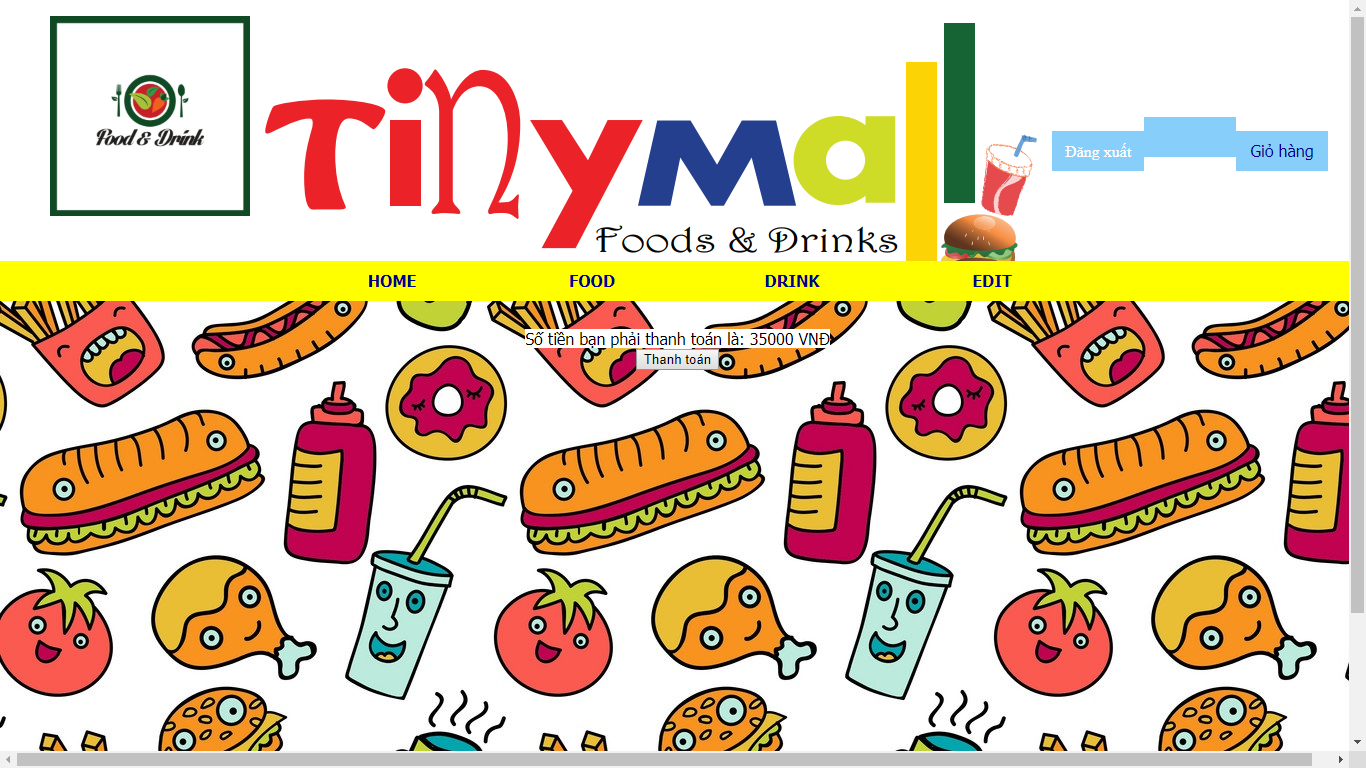 Food & Drink
Tinymall
Foods & Drinks
Đăng xuất
Giỏ hàng
HOME FOOD DRINK EDIT
Số tiền bạn phải thanh toán là: 35000 VNĐ
Thanh toán